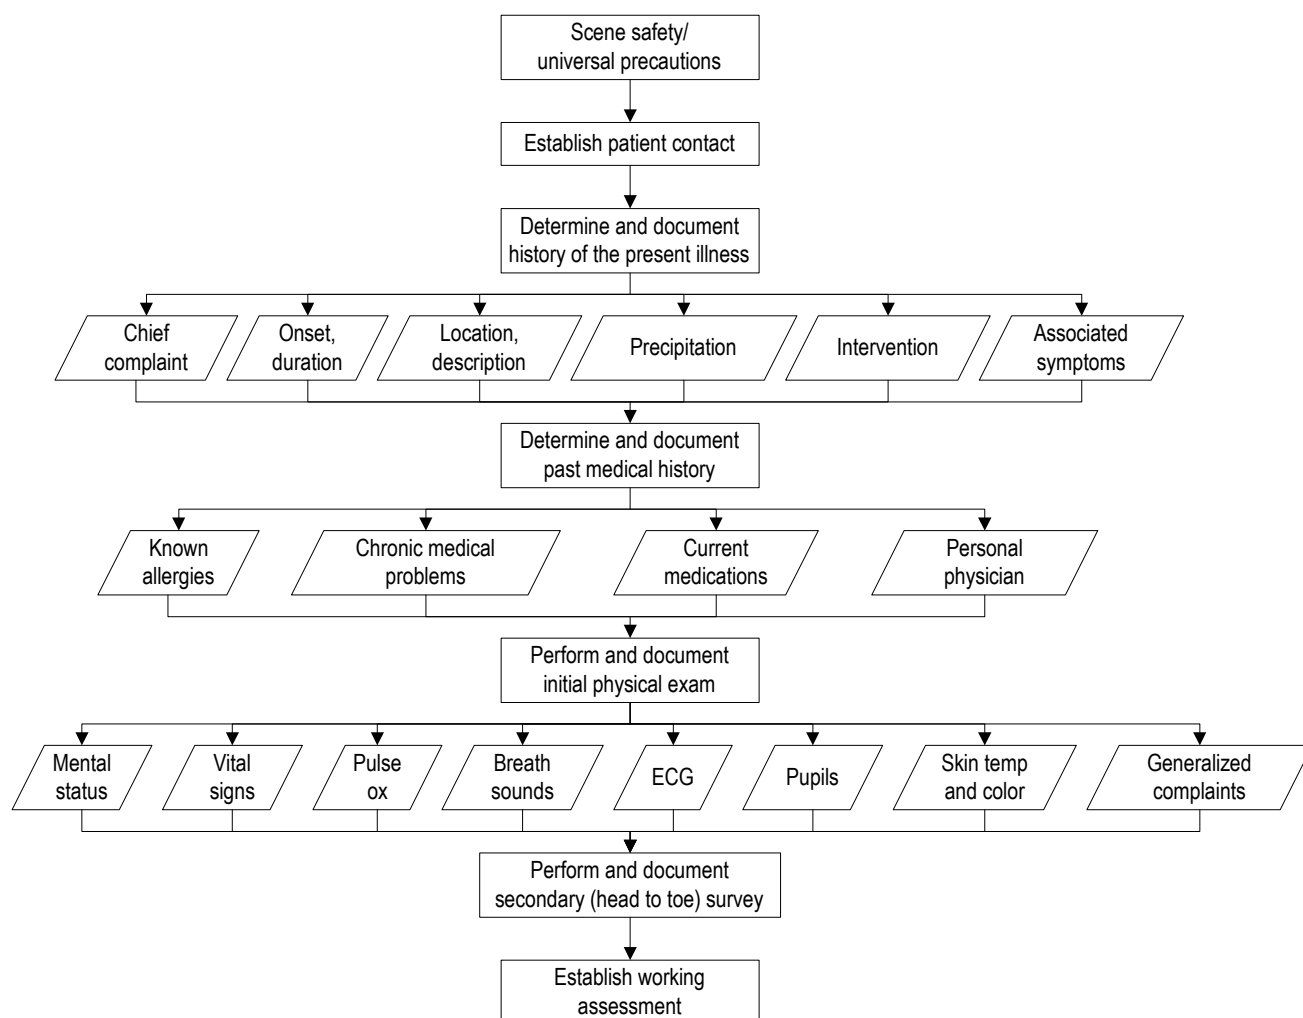 Scene safety/
universal precautions
Establish patient contact
Determine and document
history of the present illness
Chief
complaint
Onset,
duration
Location,
description
Precipitation
Intervention
Associated
symptoms
Determine and document
past medical history
Known
allergies
Chronic medical
problems
Current
medications
Personal
physician
Perform and document
initial physical exam
Mental
status
Vital
signs
Pulse
ox
Breath
sounds
ECG
Pupils
Skin temp
and color
Generalized
complaints
Perform and document
secondary (head to toe) survey
Establish working
assessment